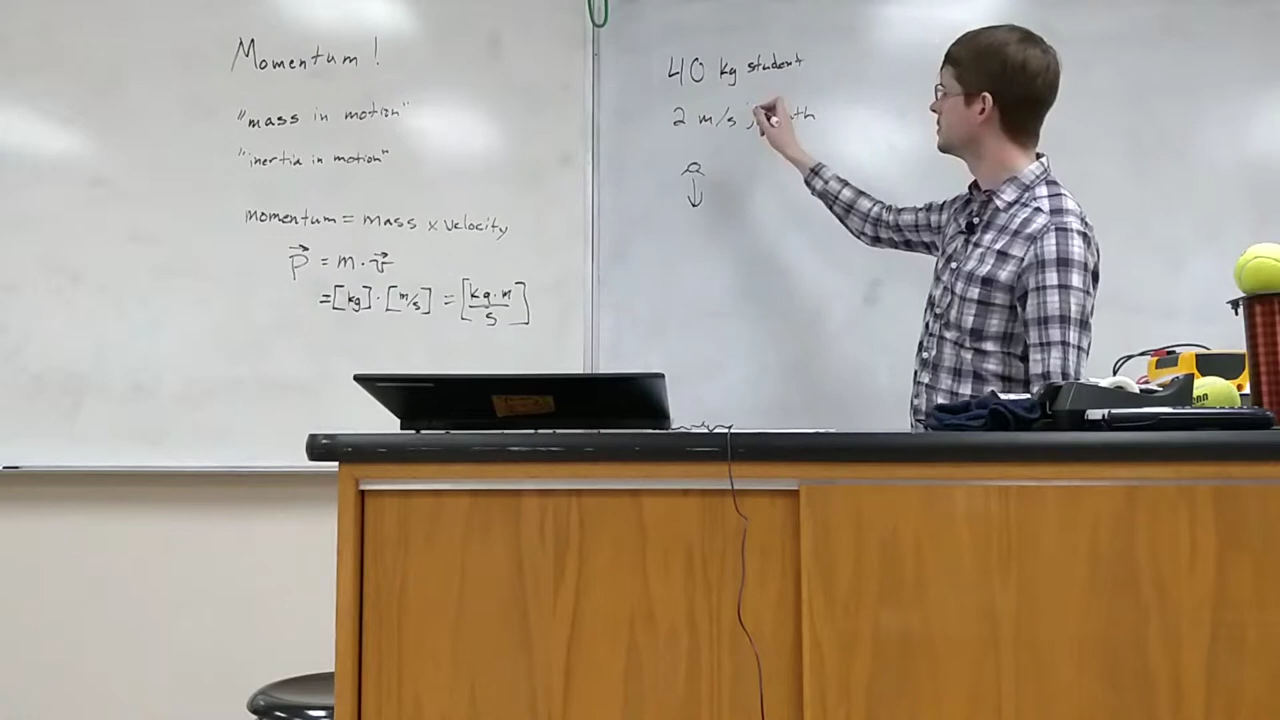 Momentum!
"mass in motion"
"inertia in motion"
momentum = mass x velocity
p⃗ = m · v⃗
= [kg] · [m/s] = [kg·m/s]
40 kg student
2 m/s